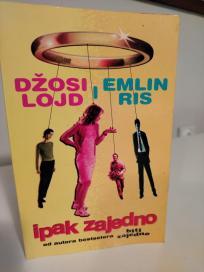 DŽOSI EMLIN
LOJD I RIS
ipak zajedno
od autora bestselera biti zajedno